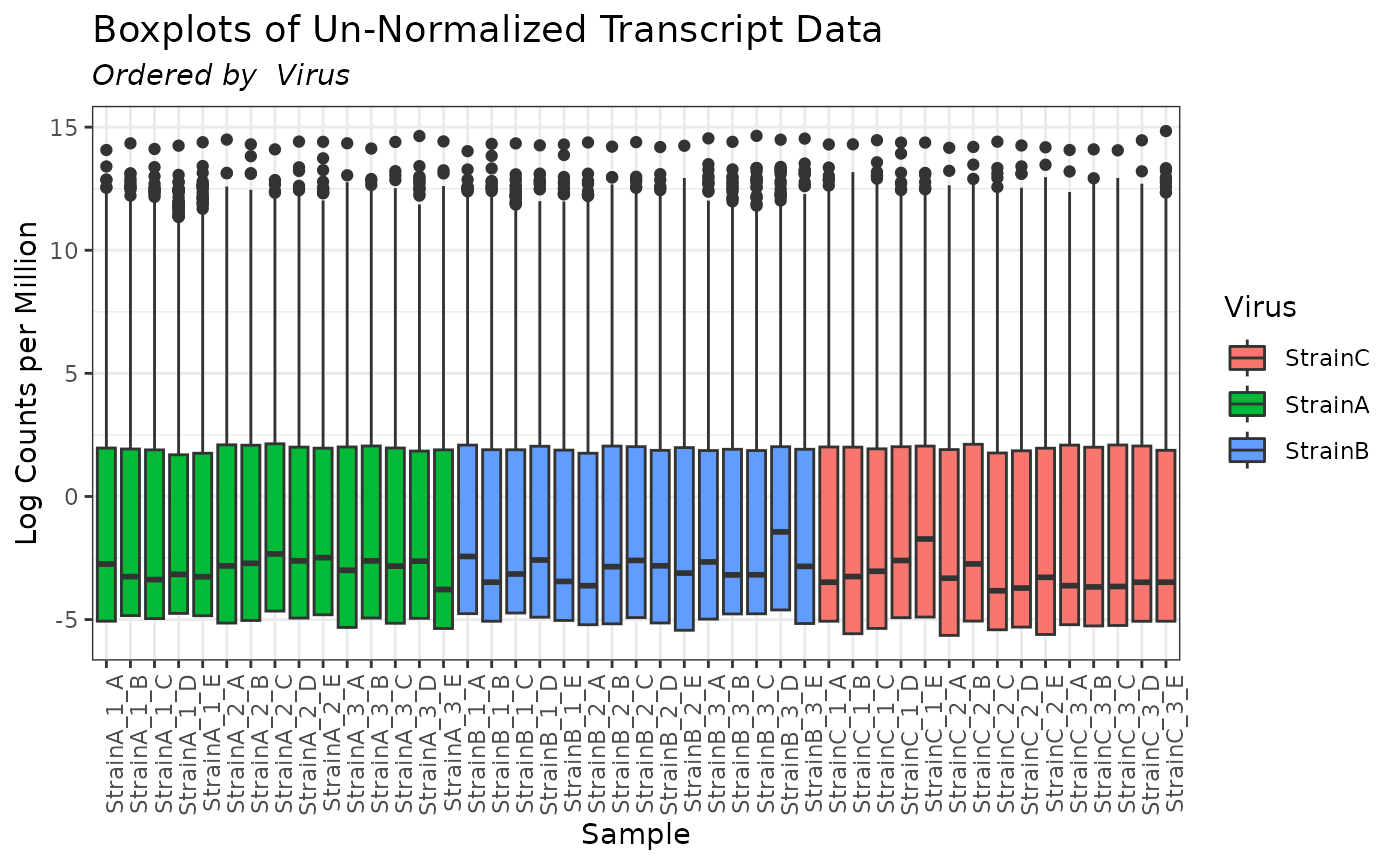 Boxplots of Un-Normalized Transcript Data
Ordered by  Virus
Log Counts per Million
15
10
5
0
-5
StrainA_1_A
StrainA_1_B
StrainA_1_C
StrainA_1_D
StrainA_1_E
StrainA_2_A
StrainA_2_B
StrainA_2_C
StrainA_2_D
StrainA_2_E
StrainA_3_A
StrainA_3_B
StrainA_3_C
StrainA_3_D
StrainA_3_E
StrainB_1_A
StrainB_1_B
StrainB_1_C
StrainB_1_D
StrainB_1_E
StrainB_2_A
StrainB_2_B
StrainB_2_C
StrainB_2_D
StrainB_2_E
StrainB_3_A
StrainB_3_B
StrainB_3_C
StrainB_3_D
StrainB_3_E
StrainC_1_A
StrainC_1_B
StrainC_1_C
StrainC_1_D
StrainC_1_E
StrainC_2_A
StrainC_2_B
StrainC_2_C
StrainC_2_D
StrainC_2_E
StrainC_3_A
StrainC_3_B
StrainC_3_C
StrainC_3_D
StrainC_3_E
Sample
Virus
StrainC
StrainA
StrainB